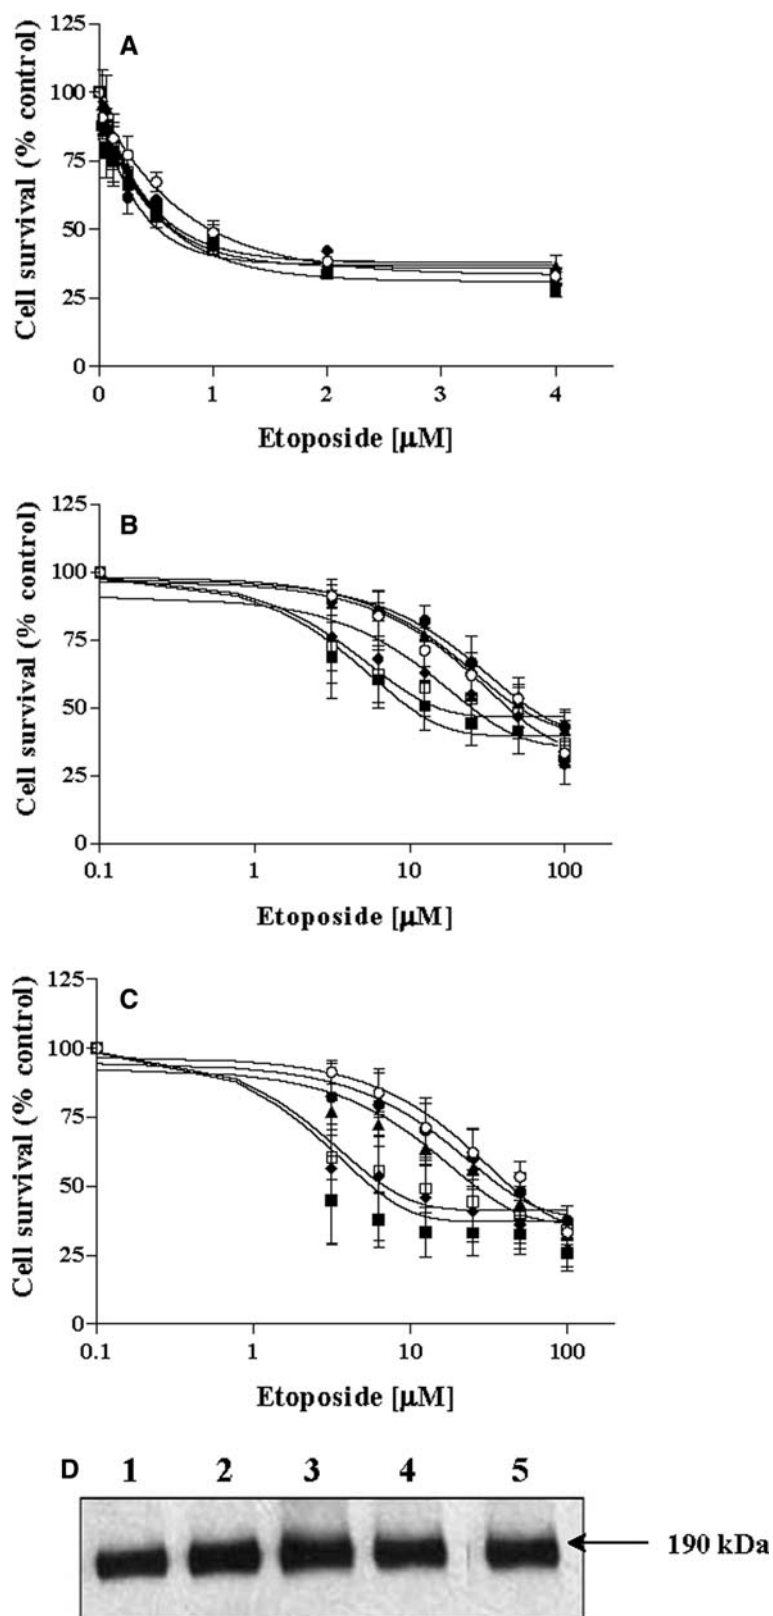 A
Cell survival (% control)
125
100
75
50
25
0
0 1 2 3 4
Etoposide [μM]
B
Cell survival (% control)
125
100
75
50
25
0
0.1 1 10 100
Etoposide [μM]
C
Cell survival (% control)
125
100
75
50
25
0
0.1 1 10 100
Etoposide [μM]
D 1 2 3 4 5
190 kDa